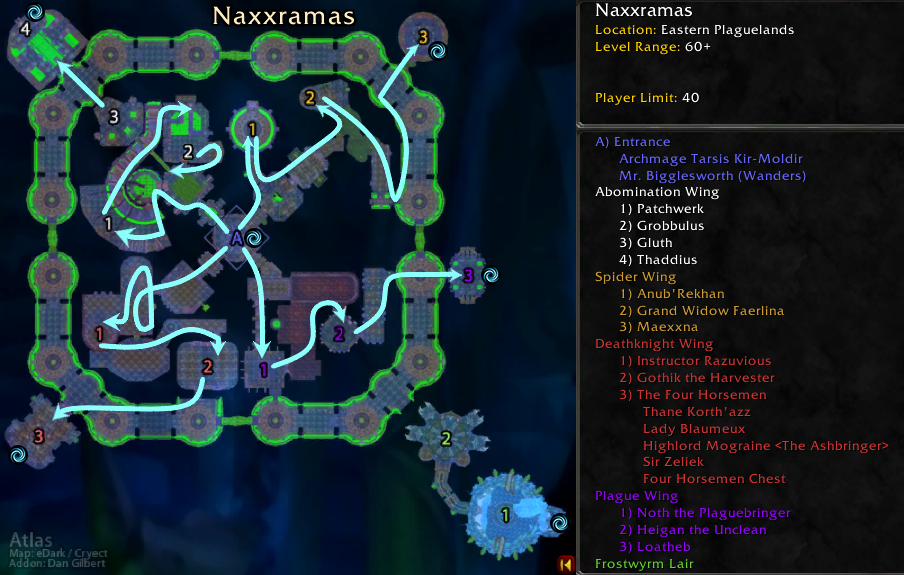 Naxxramas
4
3
3
2
1
2
1
A
3
1
2
2
1
3
2
1
Atlas
Map: eDark / Cryect
Addon: Dan Gilbert
Naxxramas
Location: Eastern Plaguelands
Level Range: 60+
Player Limit: 40
A) Entrance
Archmage Tarsis Kir-Moldir
Mr. Bigglesworth (Wanders)
Abomination Wing
1) Patchwerk
2) Grobbulus
3) Gluth
4) Thaddius
Spider Wing
1) Anub'Rekhan
2) Grand Widow Faerlina
3) Maexxna
Deathknight Wing
1) Instructor Razuvious
2) Gothik the Harvester
3) The Four Horsemen
Thane Korth'azz
Lady Blaumeux
Highlord Mograine <The Ashbringer>
Sir Zeliek
Four Horsemen Chest
Plague Wing
1) Noth the Plaguebringer
2) Heigan the Unclean
3) Loatheb
Frostwyrm Lair